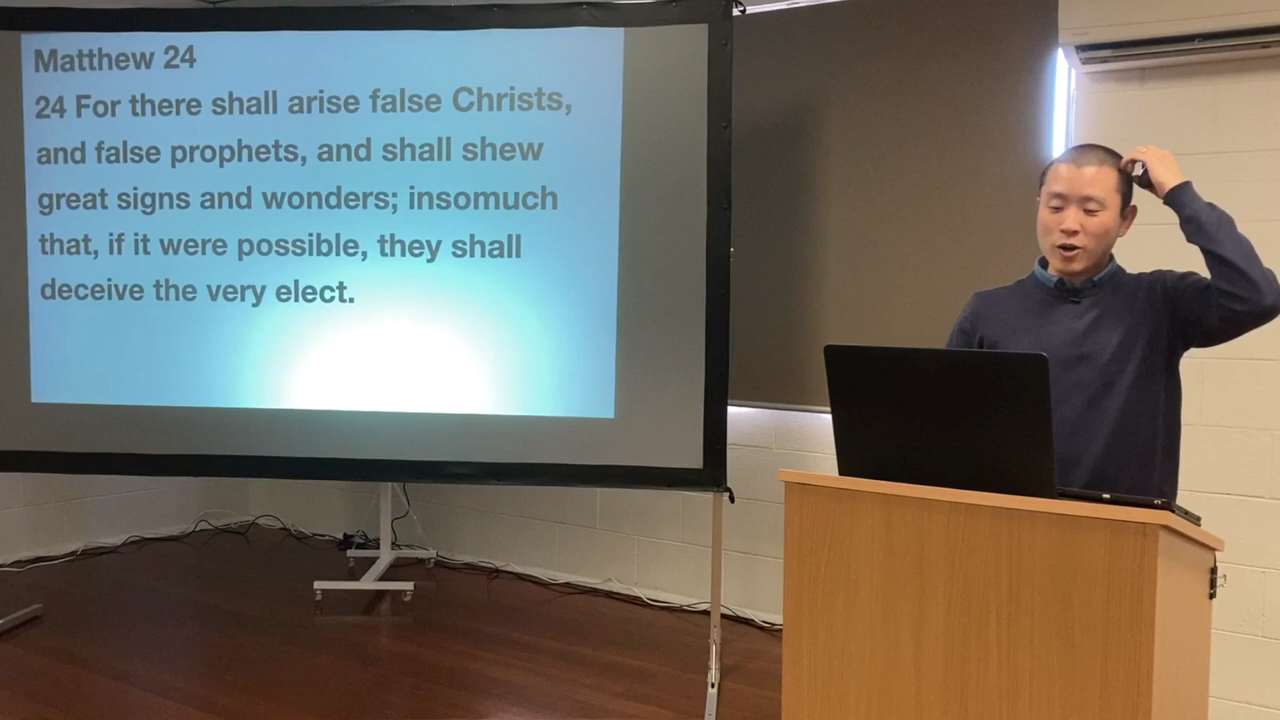 Matthew 24
24 For there shall arise false Christs,
and false prophets, and shall shew
great signs and wonders; insomuch
that, if it were possible, they shall
deceive the very elect.